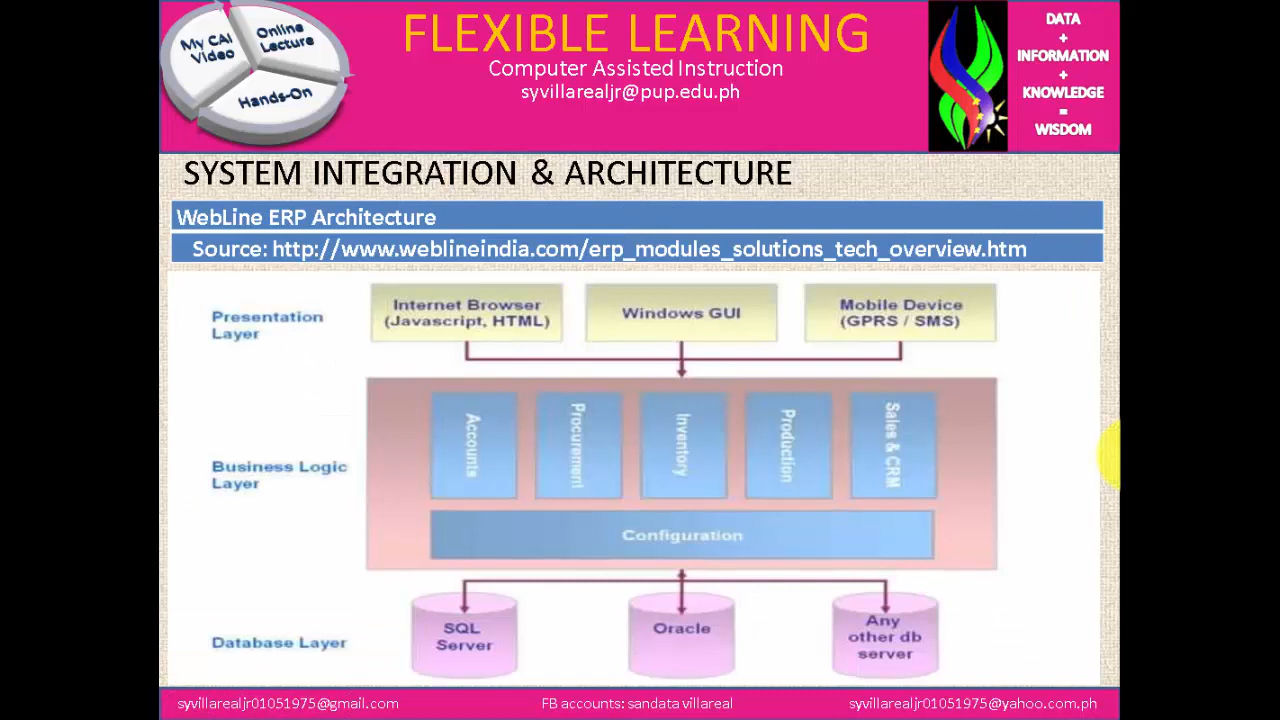 My CAI
Video
Online
Lecture
Hands-On
FLEXIBLE LEARNING
Computer Assisted Instruction
syvillarealjr@pup.edu.ph
DATA
+
INFORMATION
+
KNOWLEDGE
=
WISDOM
SYSTEM INTEGRATION & ARCHITECTURE
WebLine ERP Architecture
Source: http://www.weblineindia.com/erp_modules_solutions_tech_overview.htm
Presentation
Layer
Internet Browser
(Javascript, HTML)
Windows GUI
Mobile Device
(GPRS / SMS)
Business Logic
Layer
Accounts
Procurement
Inventory
Production
Sales & CRM
Configuration
Database Layer
SQL
Server
Oracle
Any
other db
server
syvillarealjr01051975@gmail.com
FB accounts: sandata villareal
syvillarealjr01051975@yahoo.com.ph